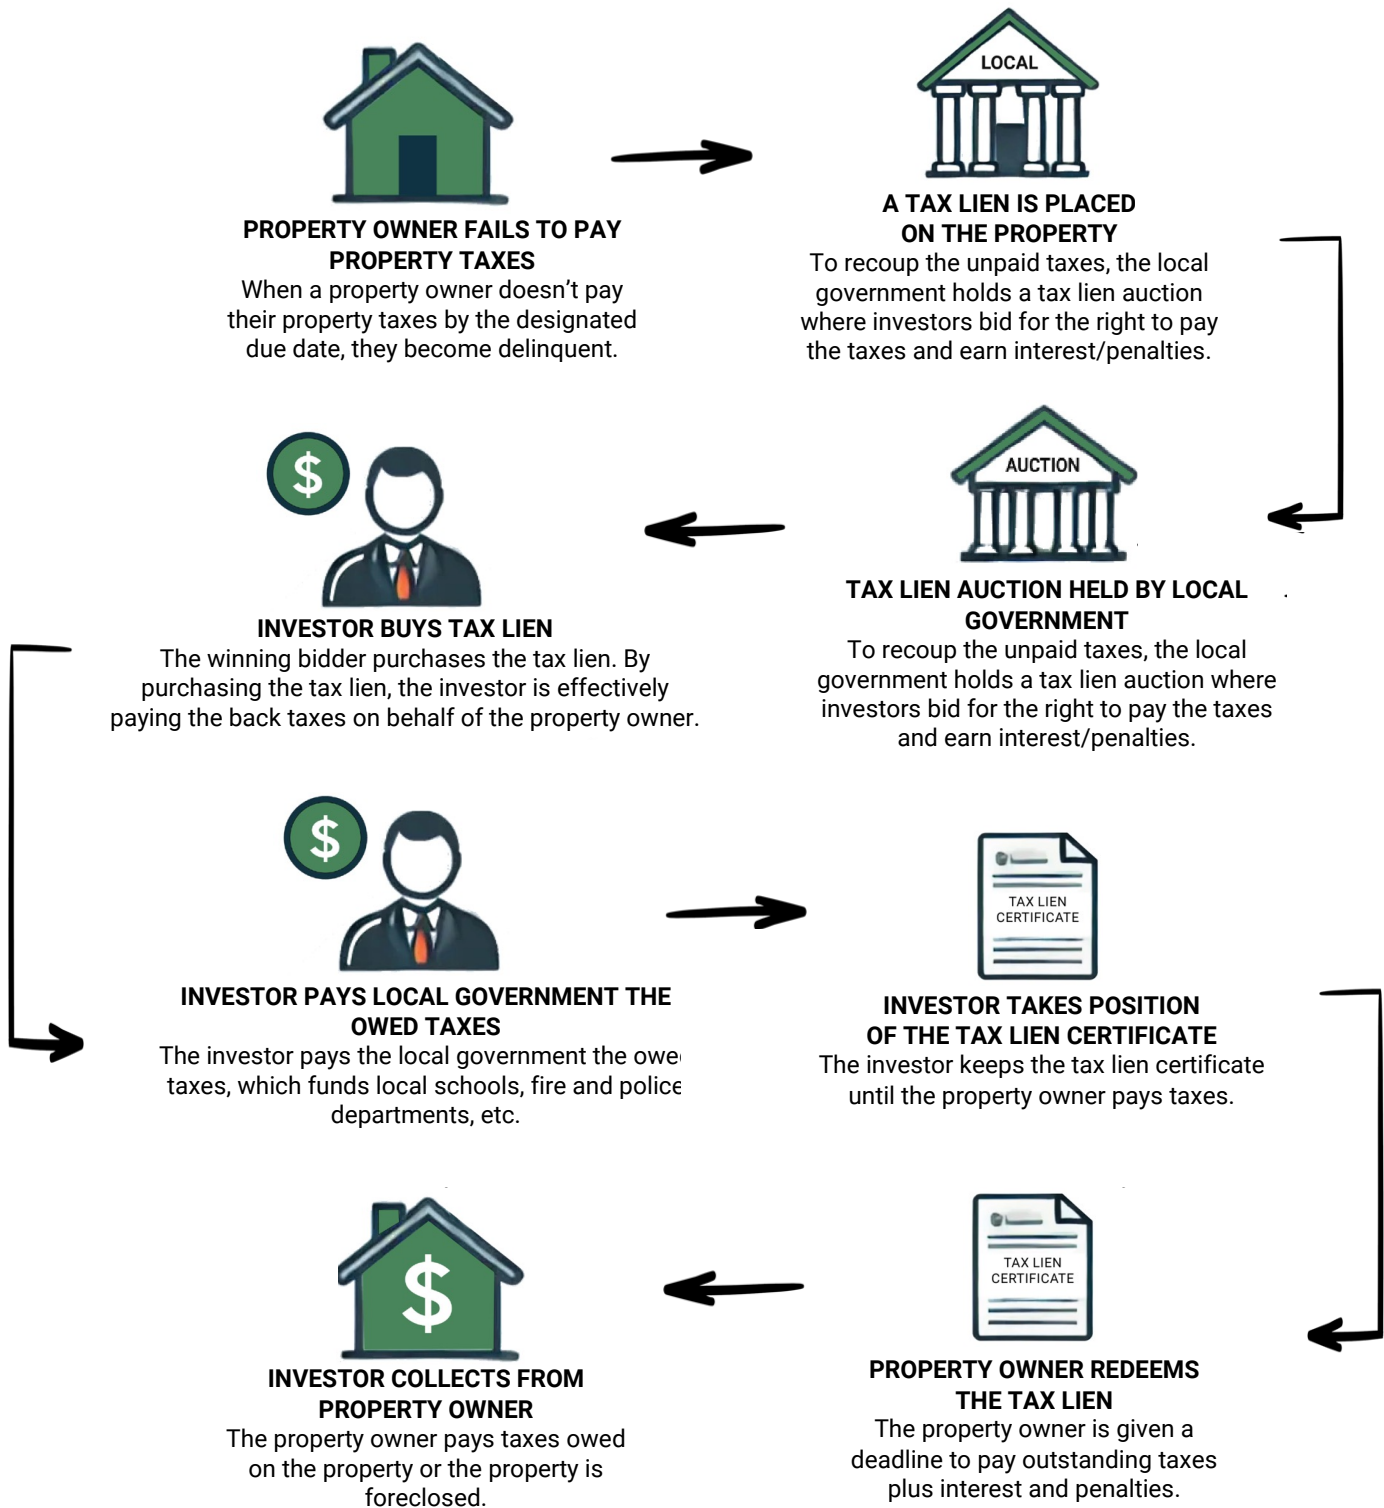 LOCAL
PROPERTY OWNER FAILS TO PAY
PROPERTY TAXES
When a property owner doesn’t pay
their property taxes by the designated
due date, they become delinquent.
A TAX LIEN IS PLACED
ON THE PROPERTY
To recoup the unpaid taxes, the local
government holds a tax lien auction
where investors bid for the right to pay
the taxes and earn interest/penalties.
AUCTION
TAX LIEN AUCTION HELD BY LOCAL
GOVERNMENT
To recoup the unpaid taxes, the local
government holds a tax lien auction where
investors bid for the right to pay the taxes
and earn interest/penalties.
$
INVESTOR BUYS TAX LIEN
The winning bidder purchases the tax lien. By
purchasing the tax lien, the investor is effectively
paying the back taxes on behalf of the property owner.
$
INVESTOR PAYS LOCAL GOVERNMENT THE
OWED TAXES
The investor pays the local government the owe
taxes, which funds local schools, fire and police
departments, etc.
TAX LIEN
CERTIFICATE
INVESTOR TAKES POSITION
OF THE TAX LIEN CERTIFICATE
The investor keeps the tax lien certificate
until the property owner pays taxes.
TAX LIEN
CERTIFICATE
PROPERTY OWNER REDEEMS
THE TAX LIEN
The property owner is given a
deadline to pay outstanding taxes
plus interest and penalties.
$
INVESTOR COLLECTS FROM
PROPERTY OWNER
The property owner pays taxes owed
on the property or the property is
foreclosed.